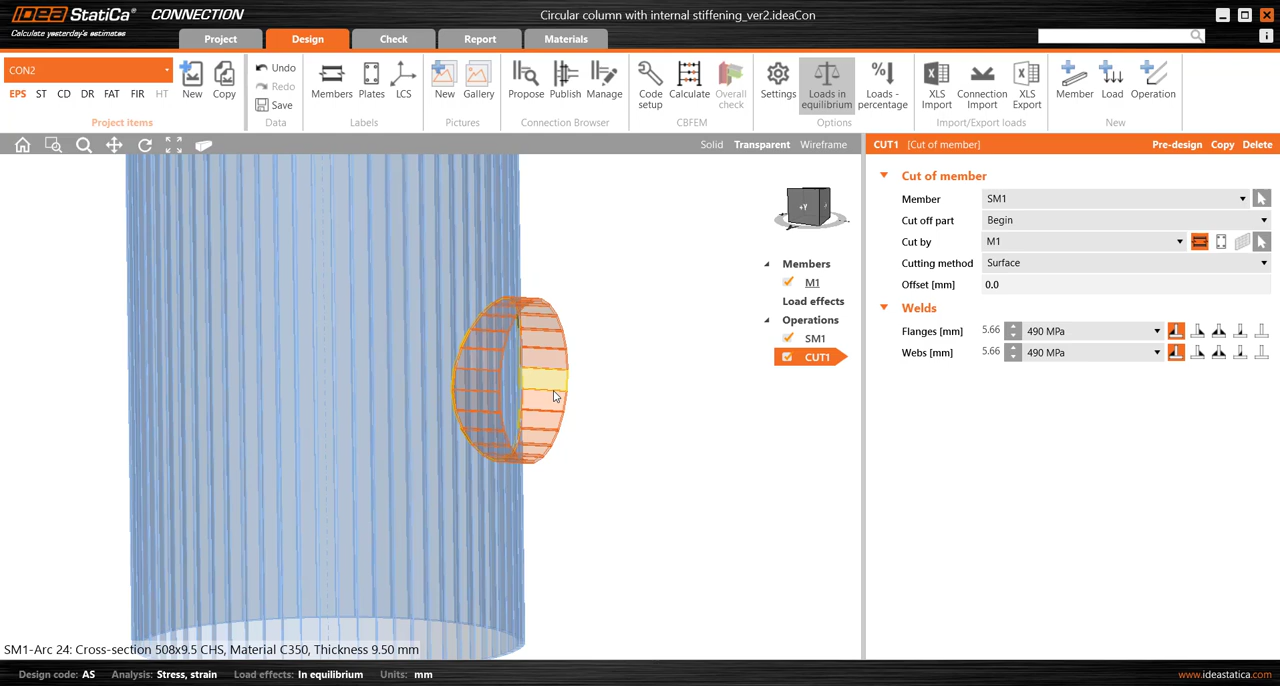 IDEA StatiCa® CONNECTION
Calculate yesterday's estimates
Circular column with internal stiffening_ver2.ideaCon
Project Design Check Report Materials
CON2
EPS ST CD DR FAT FIR HT
New Copy
Project items
Undo
Redo
Save
Data
Members Plates LCS
Labels
New Gallery
Pictures
Propose Publish Manage
Connection Browser
Code setup Calculate Overall check
CBFEM
Settings Loads in equilibrium Loads - percentage
Options
XLS Import Connection Import XLS Export
Import/Export loads
Member Load Operation
New
Solid Transparent Wireframe
+Y
Members
M1
Load effects
Operations
SM1
CUT1
SM1-Arc 24: Cross-section 508x9.5 CHS, Material C350, Thickness 9.50 mm
CUT1 [Cut of member] Pre-design Copy Delete
Cut of member
Member SM1
Cut off part Begin
Cut by M1
Cutting method Surface
Offset [mm] 0.0
Welds
Flanges [mm] 5.66 490 MPa
Webs [mm] 5.66 490 MPa
Design code: AS Analysis: Stress, strain Load effects: In equilibrium Units: mm
www.ideastatica.com